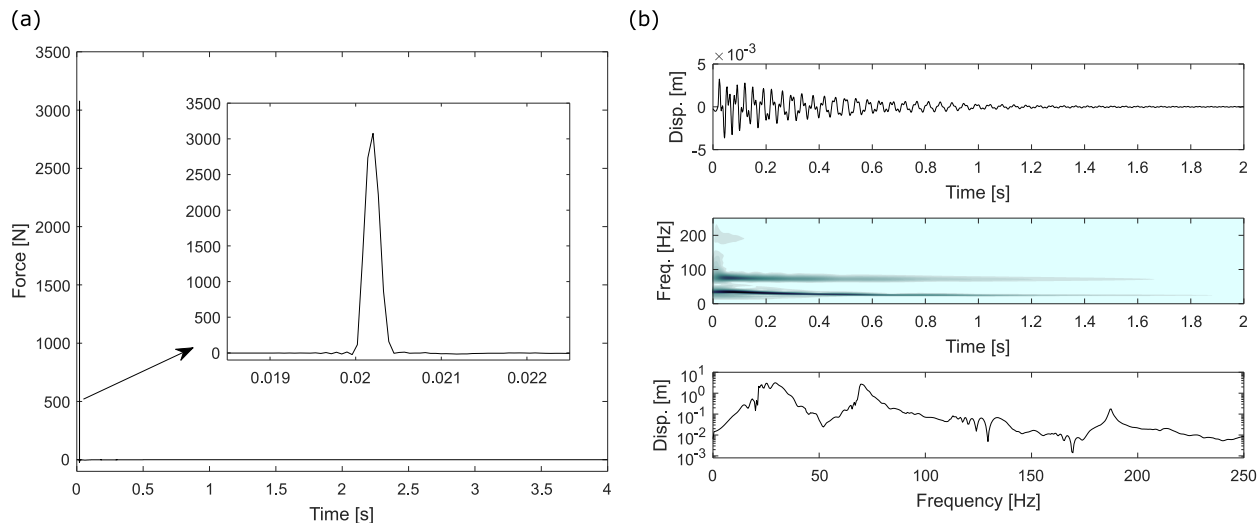 (a)
3500
3000
2500
2000
1500
1000
500
0
Force [N]
0 0.5 1 1.5 2 2.5 3 3.5 4
Time [s]
3500
3000
2500
2000
1500
1000
500
0
0.019 0.02 0.021 0.022
(b)
× 10^-3
5
0
-5
Disp. [m]
0 0.2 0.4 0.6 0.8 1 1.2 1.4 1.6 1.8 2
Time [s]
200
100
0
Freq. [Hz]
0 0.2 0.4 0.6 0.8 1 1.2 1.4 1.6 1.8 2
Time [s]
10^1
10^0
10^-1
10^-2
10^-3
Disp. [m]
0 50 100 150 200 250
Frequency [Hz]